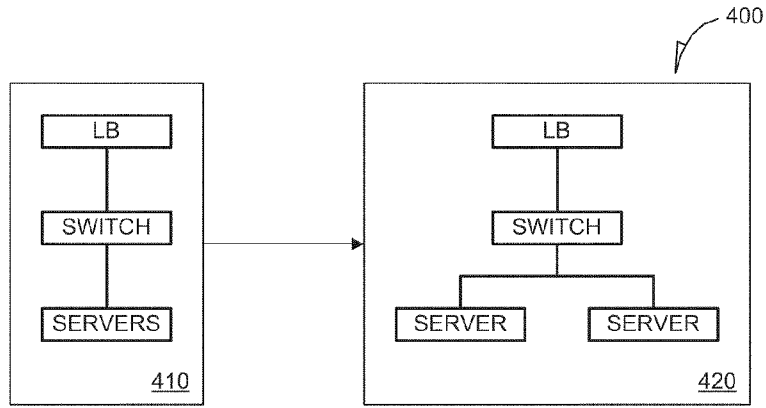 400
LB
SWITCH
SERVERS
410
LB
SWITCH
SERVER
SERVER
420